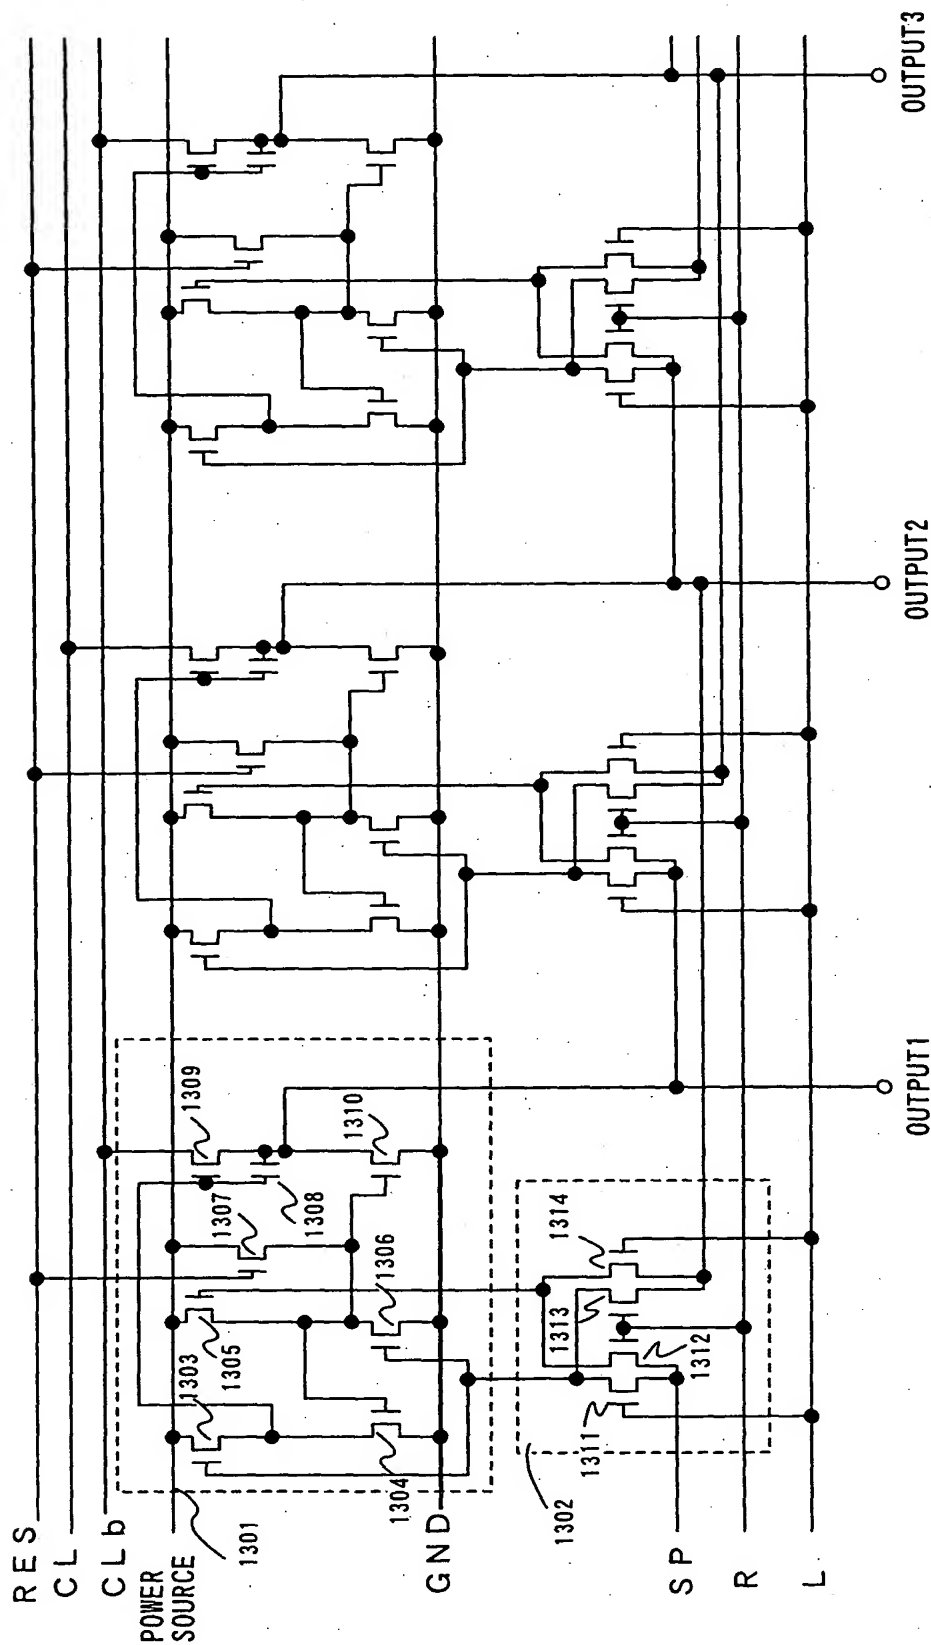 RES
CL
CLb
POWER
SOURCE
GND
SP
R
L
1301
1302
1303
1304
1305
1306
1307
1308
1309
1310
1311
1312
1313
1314
OUTPUT1
OUTPUT2
OUTPUT3